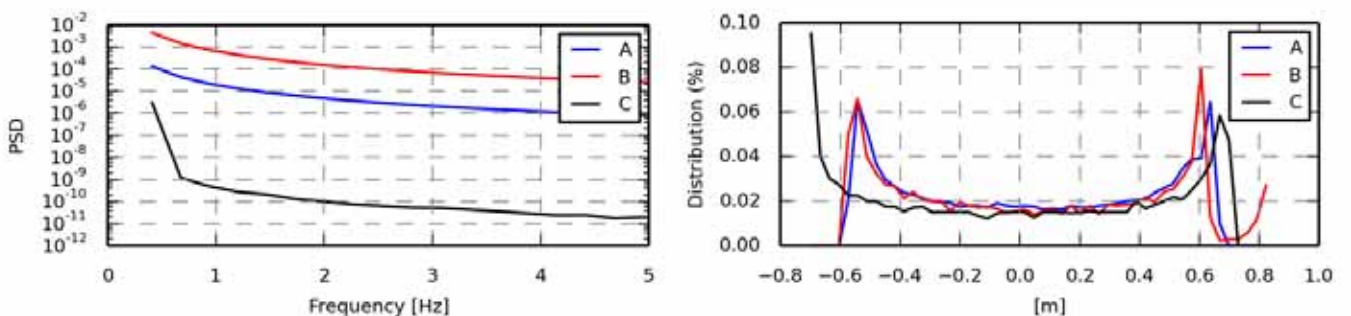 10⁻²
10⁻³
10⁻⁴
10⁻⁵
10⁻⁶
10⁻⁷
10⁻⁸
10⁻⁹
10⁻¹⁰
10⁻¹¹
10⁻¹²
PSD
A
B
C
0 1 2 3 4 5
Frequency [Hz]
0.10
0.08
0.06
0.04
0.02
0.00
Distribution (%)
A
B
C
−0.8 −0.6 −0.4 −0.2 0.0 0.2 0.4 0.6 0.8 1.0
[m]